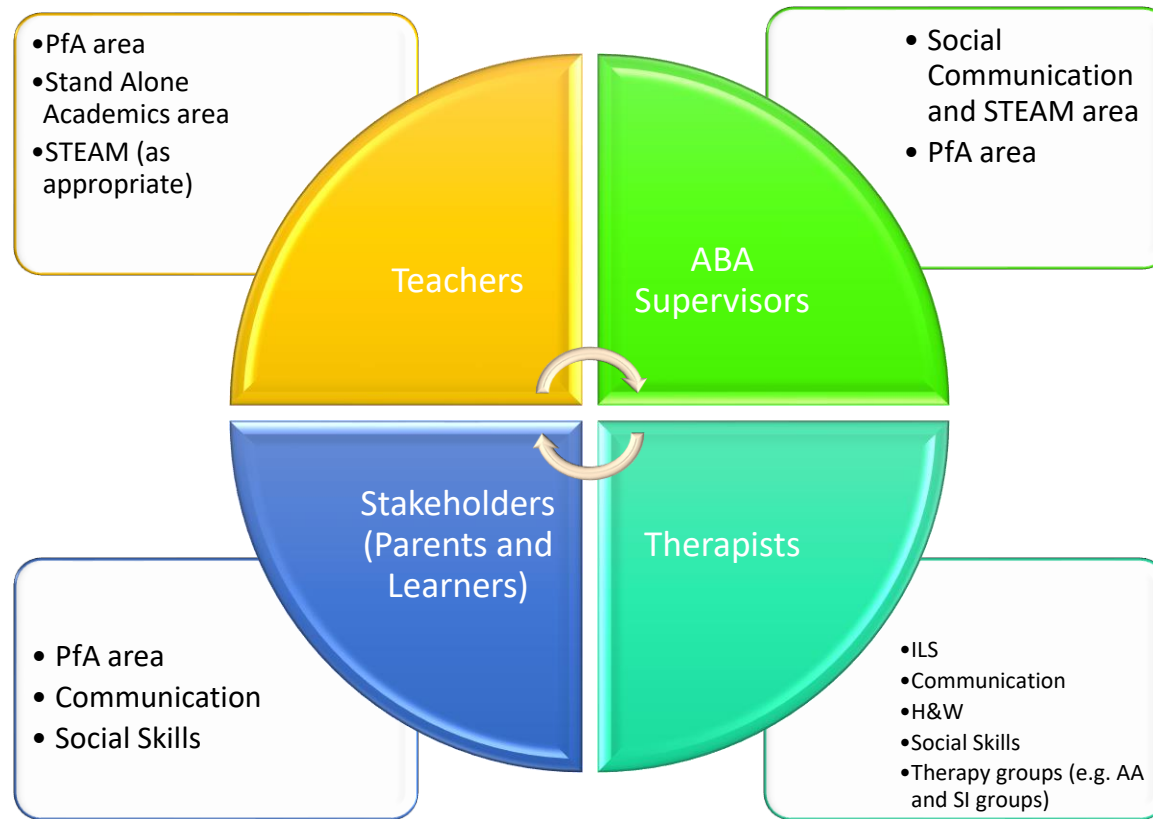 •PfA area
•Stand Alone
Academics area
•STEAM (as
appropriate)
• Social
Communication
and STEAM area
• PfA area
Teachers
ABA
Supervisors
Stakeholders
(Parents and
Learners)
Therapists
• PfA area
• Communication
• Social Skills
•ILS
•Communication
•H&W
•Social Skills
•Therapy groups (e.g. AA
and SI groups)